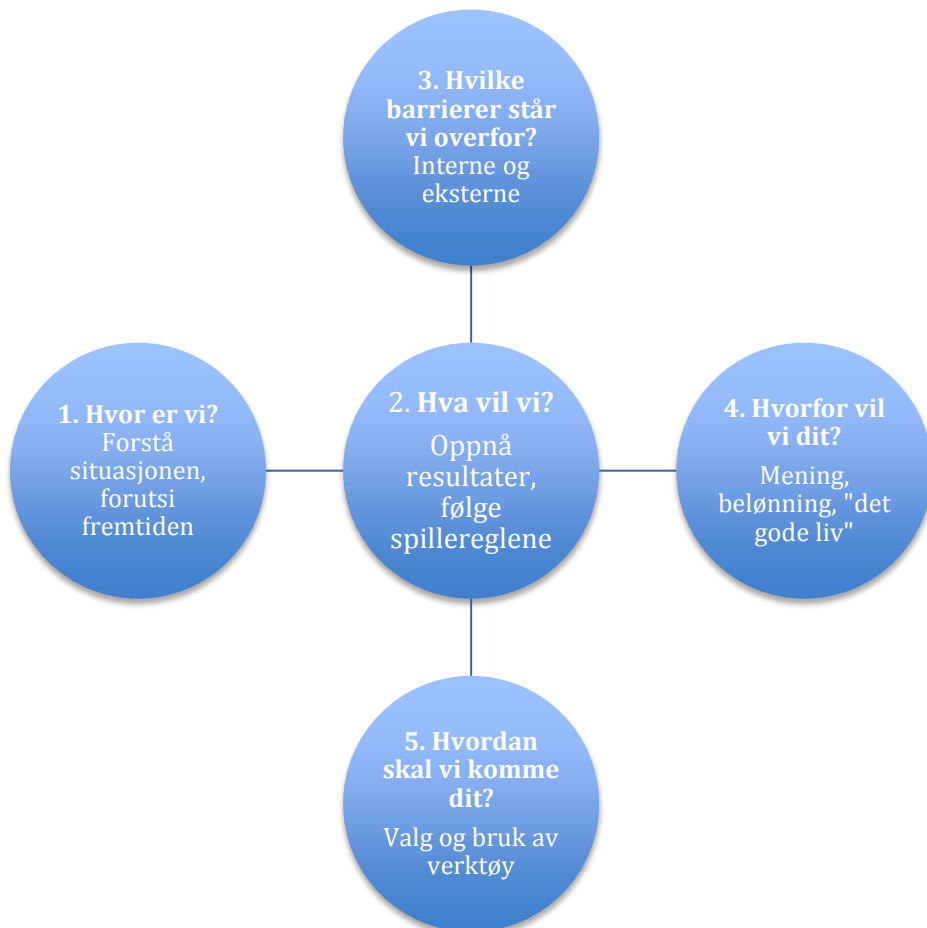 3. Hvilke
barrierer står
vi overfor?
Interne og
eksterne
1. Hvor er vi?
Forstå
situasjonen,
forutsi
fremtiden
2. Hva vil vi?
Oppnå
resultater,
følge
spillereglene
4. Hvorfor vil
vi dit?
Mening,
belønning, "det
gode liv"
5. Hvordan
skal vi komme
dit?
Valg og bruk av
verktøy